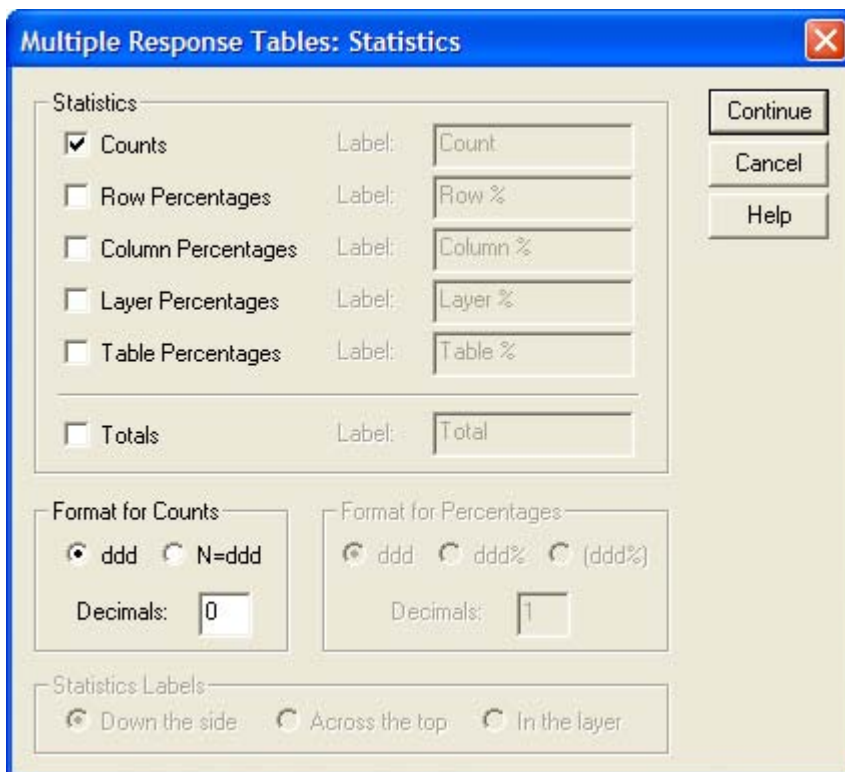 Multiple Response Tables: Statistics
Statistics
Counts Label: Count
Row Percentages Label: Row %
Column Percentages Label: Column %
Layer Percentages Label: Layer %
Table Percentages Label: Table %
Totals Label: Total
Continue
Cancel
Help
Format for Counts
ddd N=ddd
Decimals: 0
Format for Percentages
ddd ddd% (ddd%)
Decimals: 1
Statistics Labels
Down the side Across the top In the layer